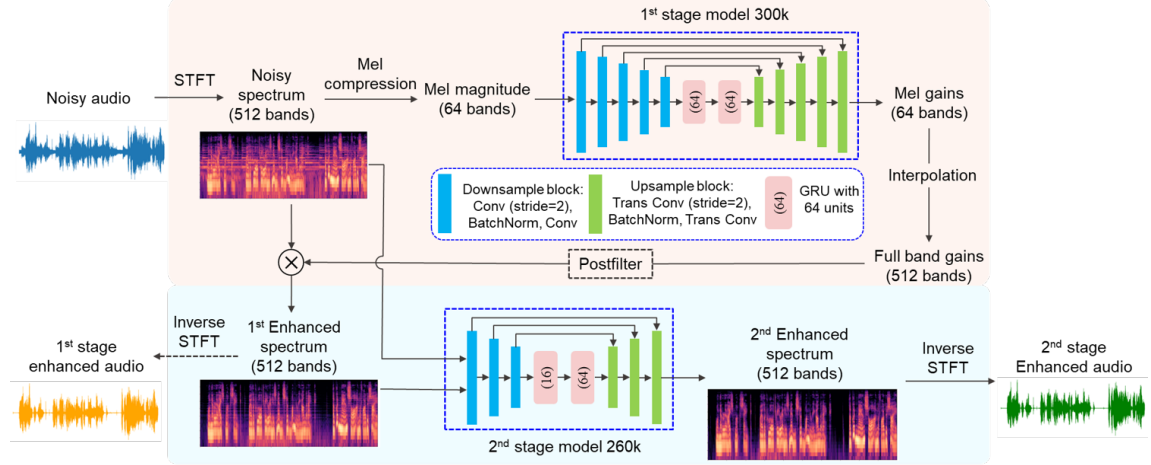 1st stage model 300k
Noisy audio
STFT
Noisy
spectrum
(512 bands)
Mel
compression
Mel magnitude
(64 bands)
(64)
(64)
Mel gains
(64 bands)
Interpolation
Downsample block:
Conv (stride=2),
BatchNorm, Conv
Upsample block:
Trans Conv (stride=2),
BatchNorm, Trans Conv
(64)
GRU with
64 units
Full band gains
(512 bands)
Postfilter
1st stage
enhanced audio
Inverse
STFT
1st Enhanced
spectrum
(512 bands)
(16)
(64)
2nd stage model 260k
2nd Enhanced
spectrum
(512 bands)
Inverse
STFT
2nd stage
Enhanced audio